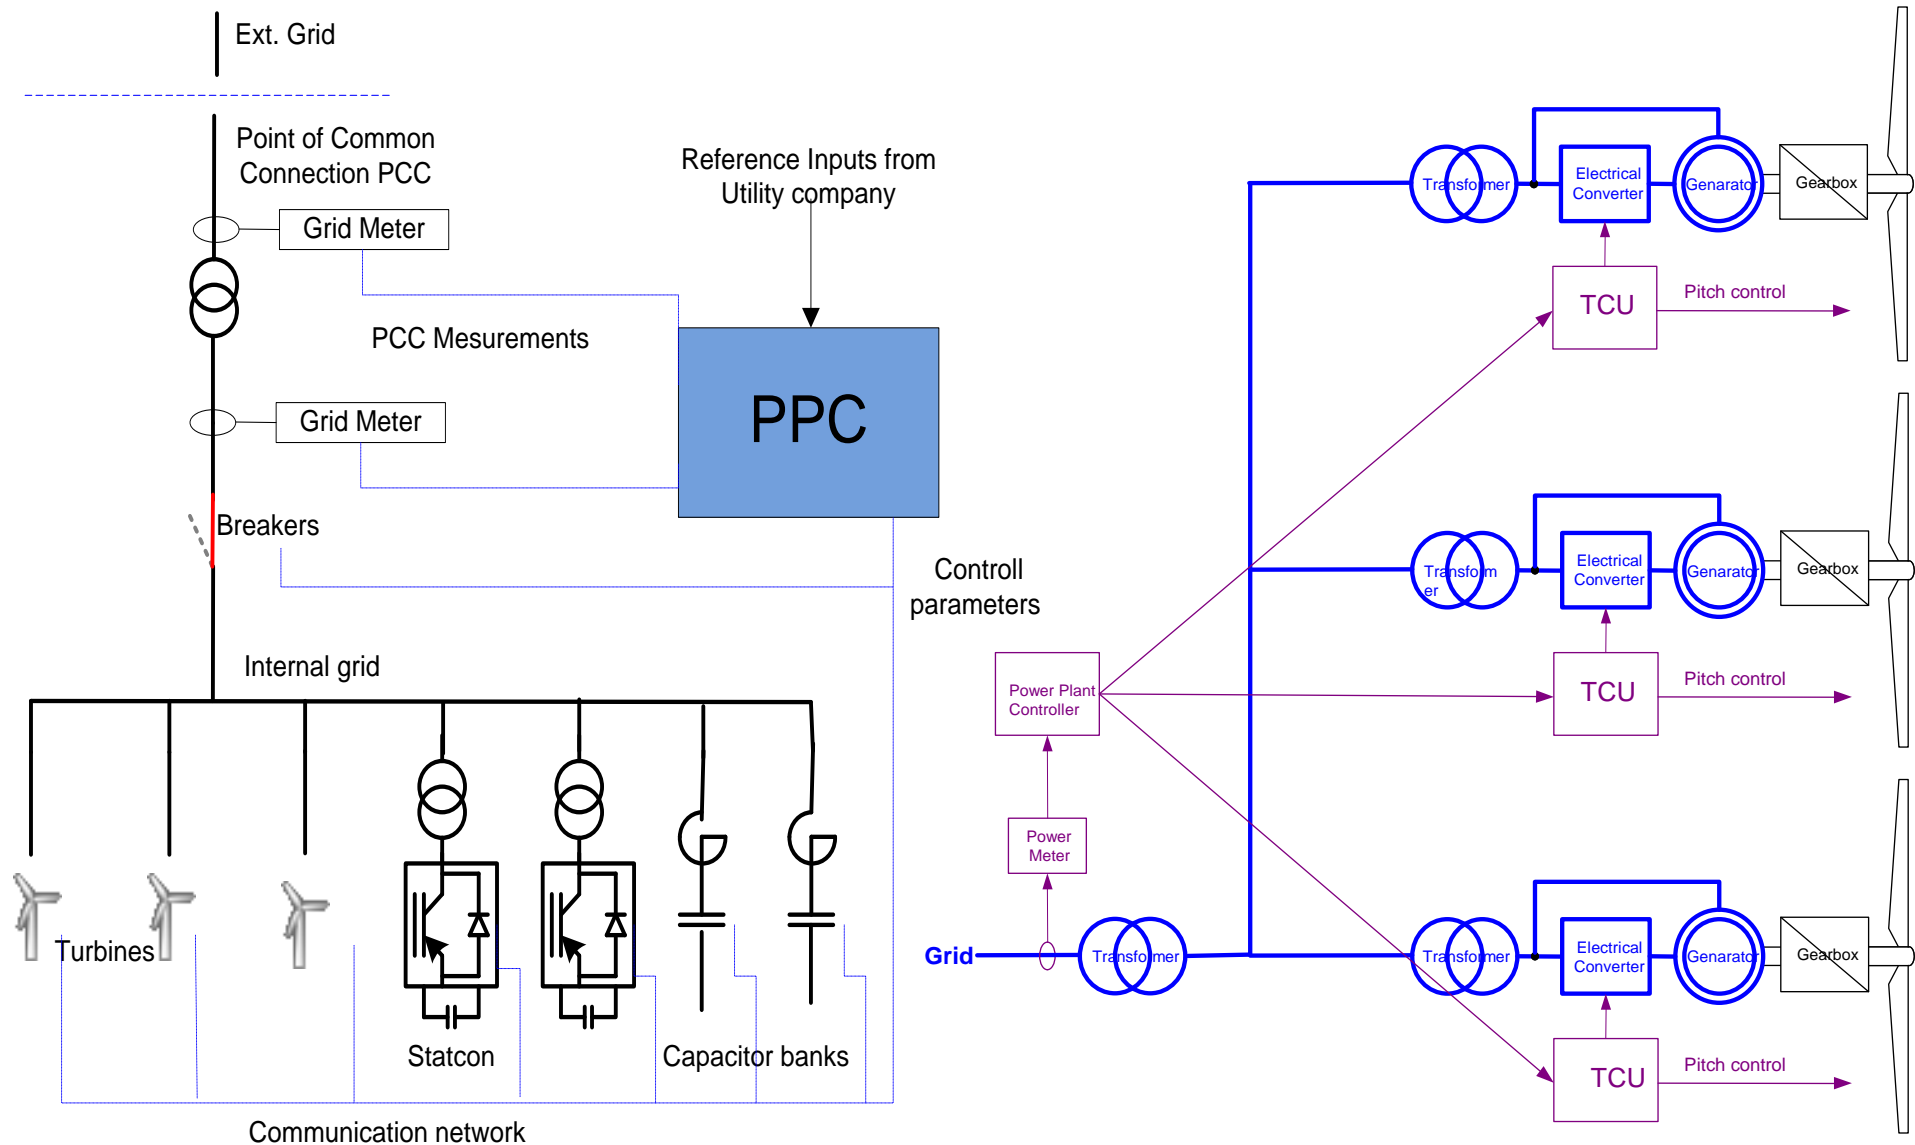 Ext. Grid
Point of Common
Connection PCC
Grid Meter
Reference Inputs from
Utility company
PCC Mesurements
PPC
Grid Meter
Breakers
Controll
parameters
Internal grid
Turbines
Statcon
Capacitor banks
Communication network
Transformer
Electrical
Converter
Genarator
Gearbox
TCU
Pitch control
Transform
er
Electrical
Converter
Genarator
Gearbox
TCU
Pitch control
Power Plant
Controller
Power
Meter
Grid
Transformer
Transformer
Electrical
Converter
Genarator
Gearbox
TCU
Pitch control